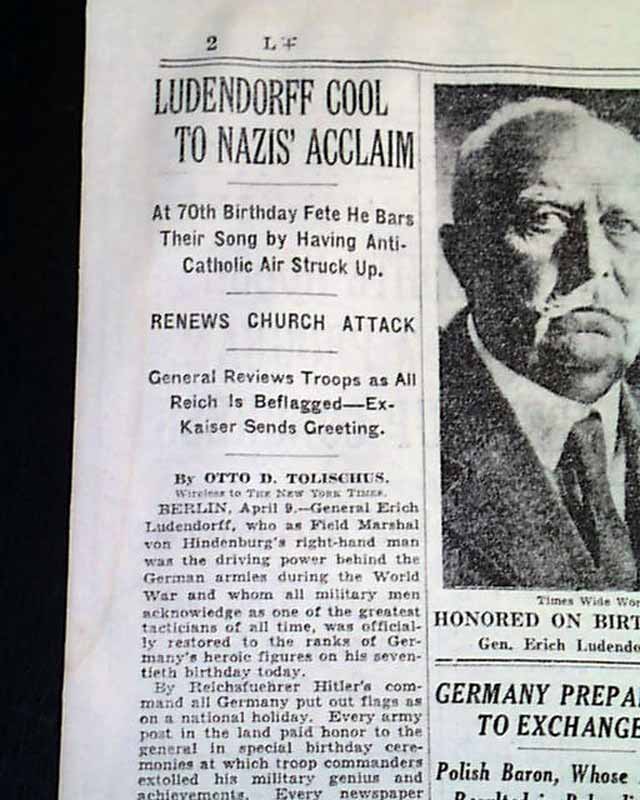 2 L+
LUDENDORFF COOL
TO NAZIS' ACCLAIM
At 70th Birthday Fete He Bars
Their Song by Having Anti-
Catholic Air Struck Up.
RENEWS CHURCH ATTACK
General Reviews Troops as All
Reich Is Beflagged—Ex-
Kaiser Sends Greeting.
By OTTO D. TOLISCHUS.
Wireless to THE NEW YORK TIMES.
BERLIN, April 9.—General Erich
Ludendorff, who as Field Marshal
von Hindenburg's right-hand man
was the driving power behind the
German armies during the World
War and whom all military men
acknowledge as one of the greatest
tacticians of all time, was official-
ly restored to the ranks of Ger-
many's heroic figures on his seven-
tieth birthday today.
By Reichsfuehrer Hitler's com-
mand all Germany put out flags as
on a national holiday. Every army
post in the land paid honor to the
general in special birthday cere-
monies at which troop commanders
extolled his military genius and
achievements. Every newspaper
Times Wide Wor
HONORED ON BIRT
Gen. Erich Ludendo
GERMANY PREPA
TO EXCHANGE
Polish Baron, Whose